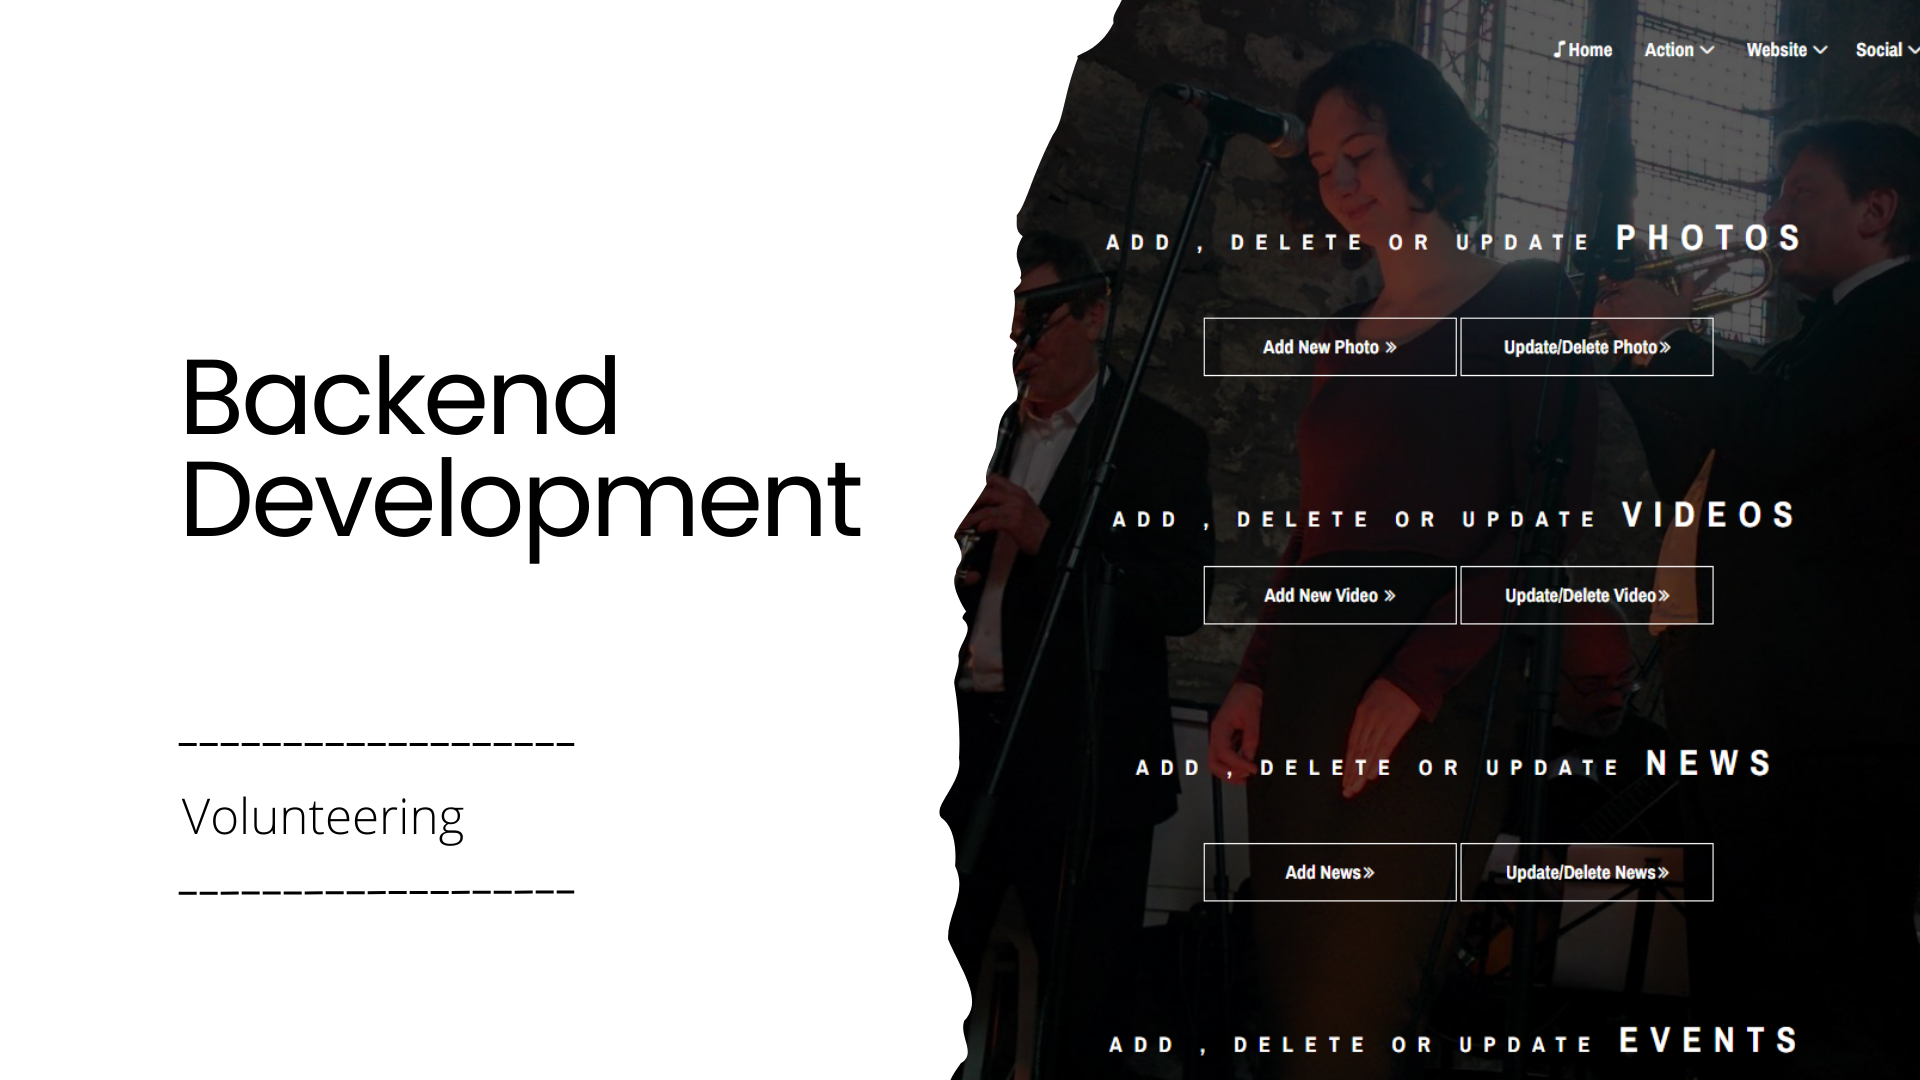 Backend
Development
Volunteering
Home Action Website Social
ADD , DELETE OR UPDATE PHOTOS
Add New Photo » Update/Delete Photo»
ADD , DELETE OR UPDATE VIDEOS
Add New Video » Update/Delete Video»
ADD , DELETE OR UPDATE NEWS
Add News» Update/Delete News»
ADD , DELETE OR UPDATE EVENTS